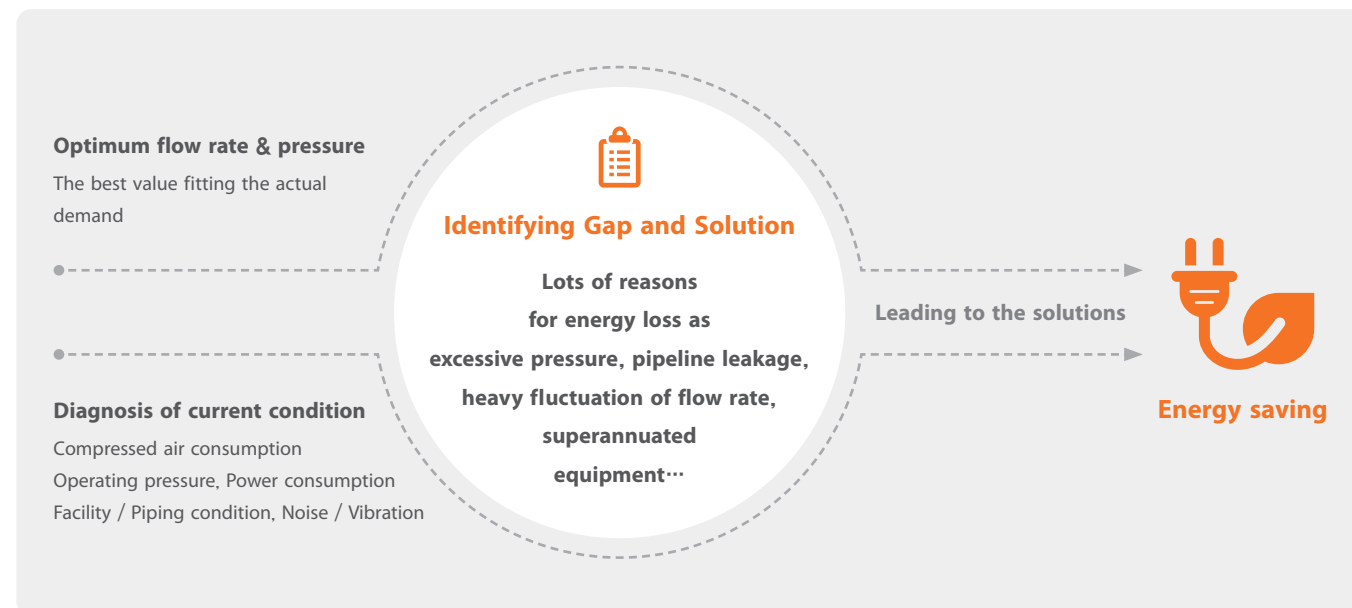 Optimum flow rate & pressure
The best value fitting the actual
demand
Diagnosis of current condition
Compressed air consumption
Operating pressure, Power consumption
Facility / Piping condition, Noise / Vibration
Identifying Gap and Solution
Lots of reasons
for energy loss as
excessive pressure, pipeline leakage,
heavy fluctuation of flow rate,
superannuated
equipment…
Leading to the solutions
Energy saving